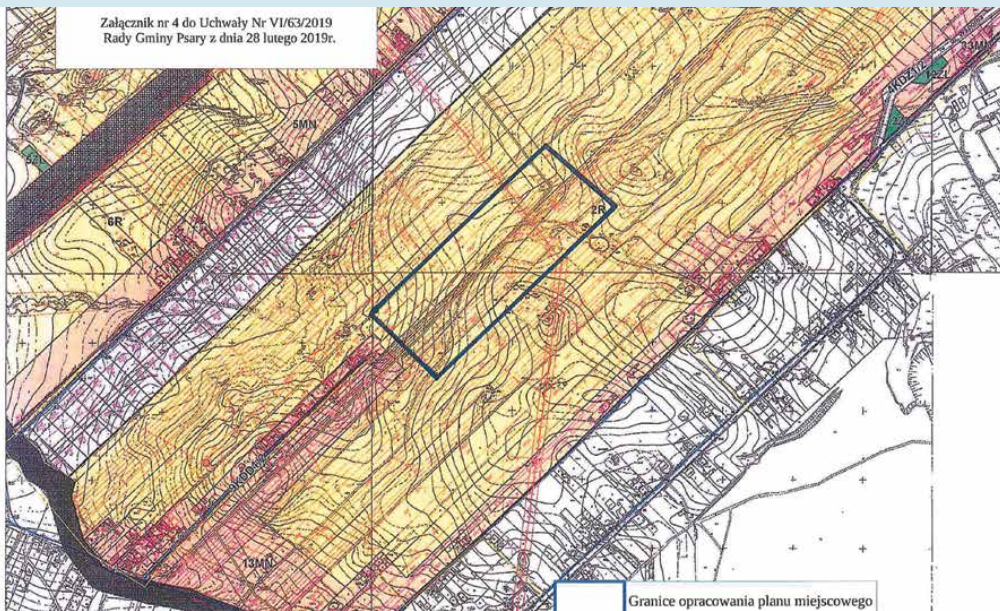 Załącznik nr 4 do Uchwały Nr VI/63/2019
Rady Gminy Psary z dnia 28 lutego 2019r.
5MN
6R
2R
13MN
Granice opracowania planu miejscowego